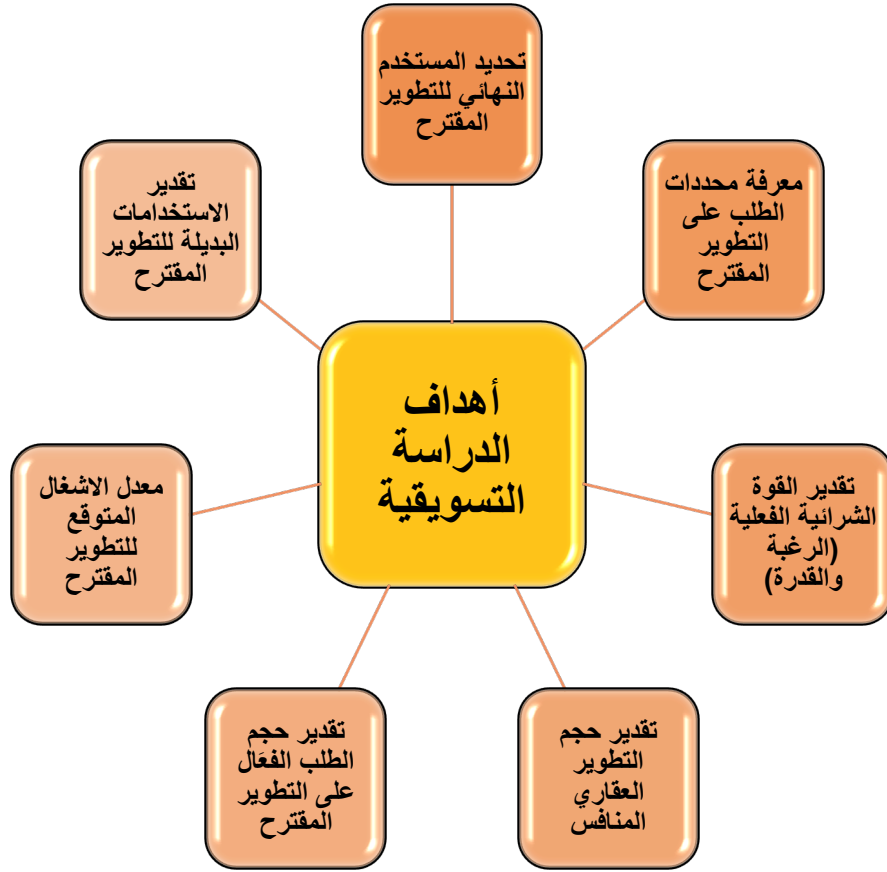 تحديد المستخدم
النهائي للتطوير
المقترح
معرفة محددات
الطلب على
التطوير
المقترح
تقدير القوة
الشرائية الفعلية
(الرغبة
والقدرة)
تقدير حجم
التطوير
العقاري
المنافس
تقدير حجم
الطلب الفعَال
على التطوير
المقترح
معدل الاشغال
المتوقع
للتطوير
المقترح
تقدير
الاستخدامات
البديلة للتطوير
المقترح
أهداف
الدراسة
التسويقية